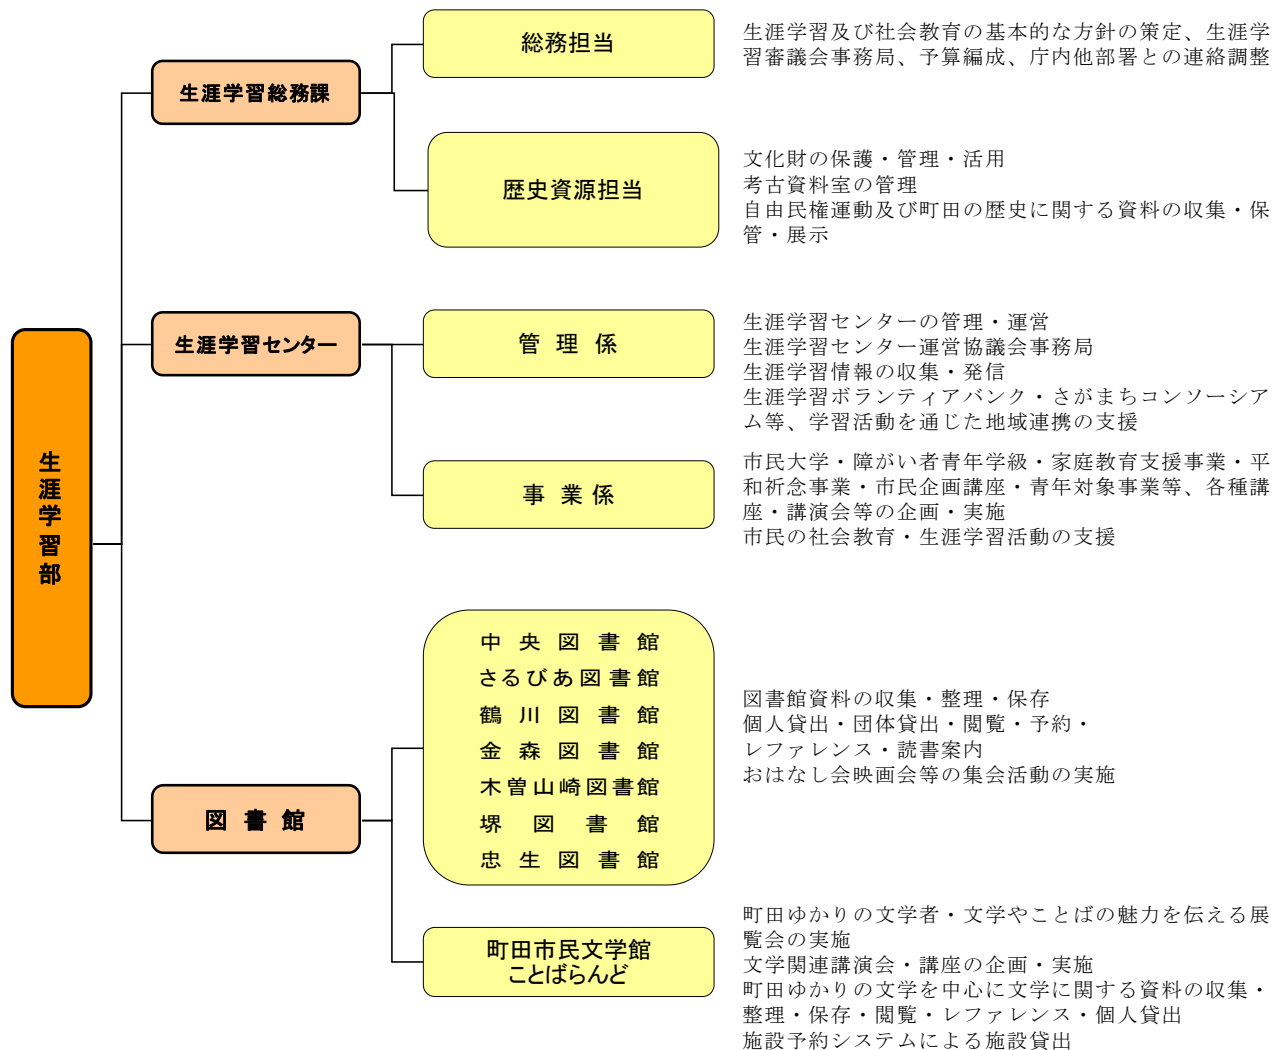 生涯学習部
生涯学習総務課
総務担当
生涯学習及び社会教育の基本的な方針の策定、生涯学
習審議会事務局、予算編成、庁内他部署との連絡調整
歴史資源担当
文化財の保護・管理・活用
考古資料室の管理
自由民権運動及び町田の歴史に関する資料の収集・保
管・展示
生涯学習センター
管理係
生涯学習センターの管理・運営
生涯学習センター運営協議会事務局
生涯学習情報の収集・発信
生涯学習ボランティアバンク・さがまちコンソーシア
ム等、学習活動を通じた地域連携の支援
事業係
市民大学・障がい者青年学級・家庭教育支援事業・平
和祈念事業・市民企画講座・青年対象事業等、各種講
座・講演会等の企画・実施
市民の社会教育・生涯学習活動の支援
図書館
中央図書館
さるびあ図書館
鶴川図書館
金森図書館
木曽山崎図書館
堺図書館
忠生図書館
図書館資料の収集・整理・保存
個人貸出・団体貸出・閲覧・予約・
レファレンス・読書案内
おはなし会映画会等の集会活動の実施
町田市民文学館
ことばらんど
町田ゆかりの文学者・文学やことばの魅力を伝える展
覧会の実施
文学関連講演会・講座の企画・実施
町田ゆかりの文学を中心に文学に関する資料の収集・
整理・保存・閲覧・レファレンス・個人貸出
施設予約システムによる施設貸出